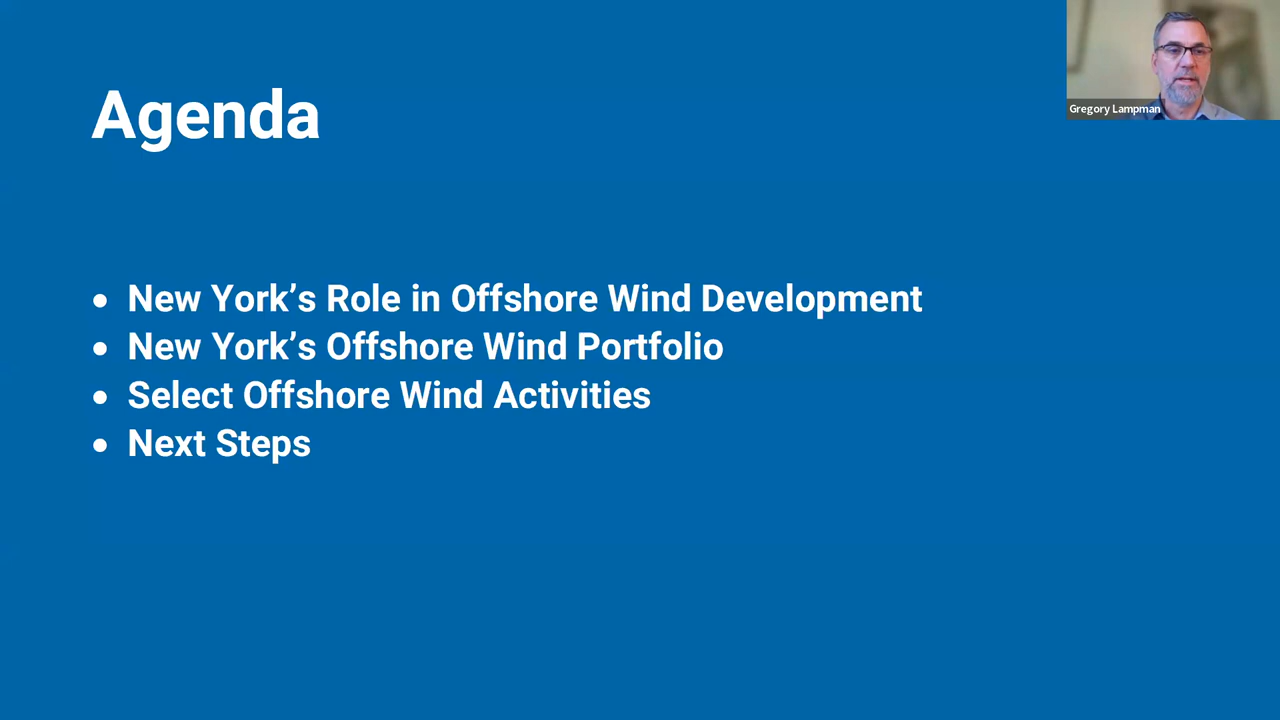 Agenda
Gregory Lampman
• New York’s Role in Offshore Wind Development
• New York’s Offshore Wind Portfolio
• Select Offshore Wind Activities
• Next Steps